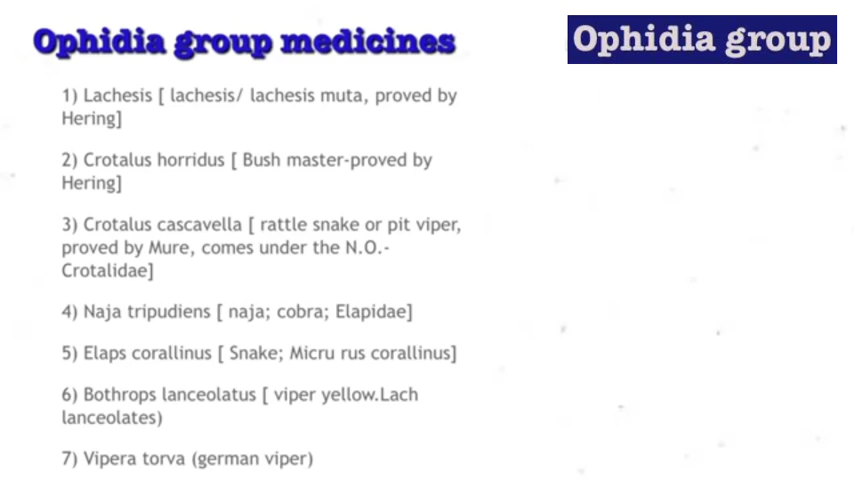 Ophidia group medicines
Ophidia group
1) Lachesis [ lachesis/ lachesis muta, proved by
Hering]
2) Crotalus horridus [ Bush master-proved by
Hering]
3) Crotalus cascavella [ rattle snake or pit viper,
proved by Mure, comes under the N.O.-
Crotalidae]
4) Naja tripudiens [ naja; cobra; Elapidae]
5) Elaps corallinus [ Snake; Micru rus corallinus]
6) Bothrops lanceolatus [ viper yellow.Lach
lanceolates)
7) Vipera torva (german viper)